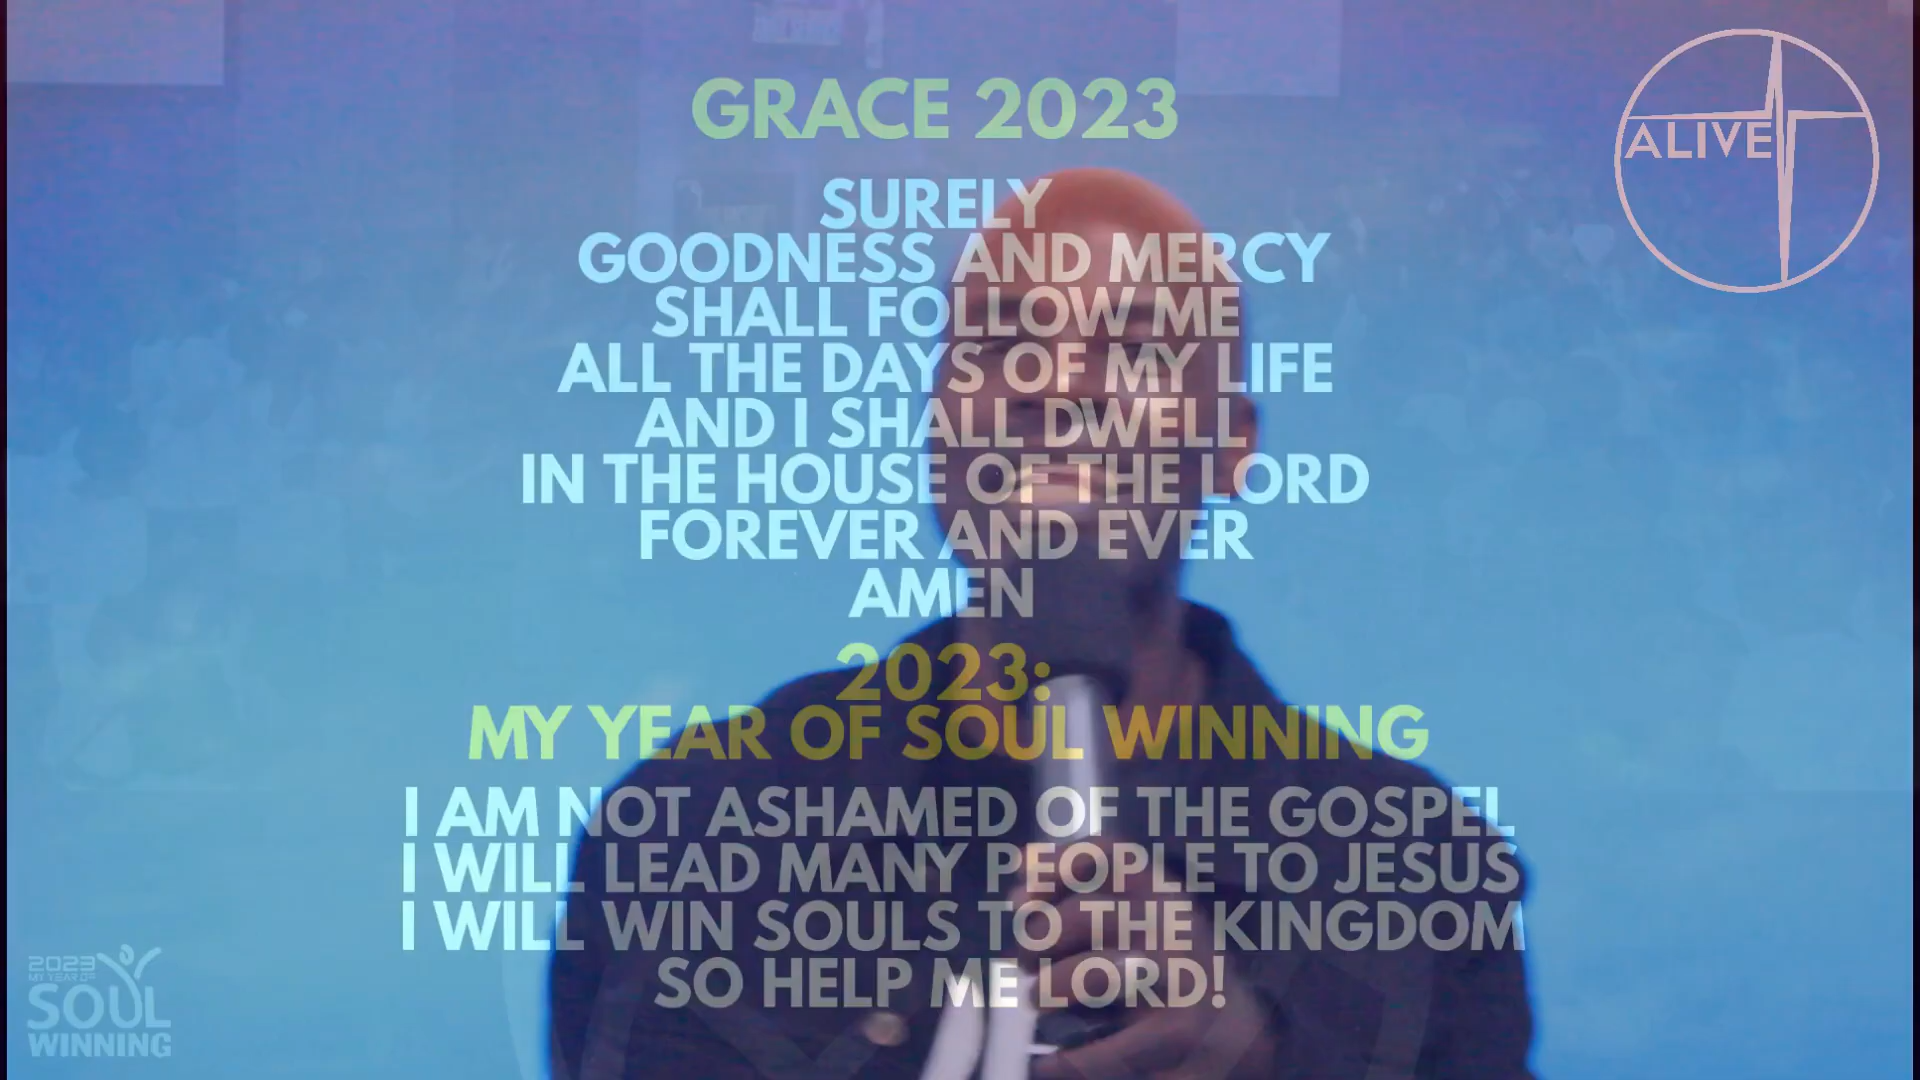 GRACE 2023
ALIVE
SURELY
GOODNESS AND MERCY
SHALL FOLLOW ME
ALL THE DAYS OF MY LIFE
AND I SHALL DWELL
IN THE HOUSE OF THE LORD
FOREVER AND EVER
AMEN
2023:
MY YEAR OF SOUL WINNING
I AM NOT ASHAMED OF THE GOSPEL
I WILL LEAD MANY PEOPLE TO JESUS
I WILL WIN SOULS TO THE KINGDOM
SO HELP ME LORD!
2023
MY YEAR OF
SOUL
WINNING